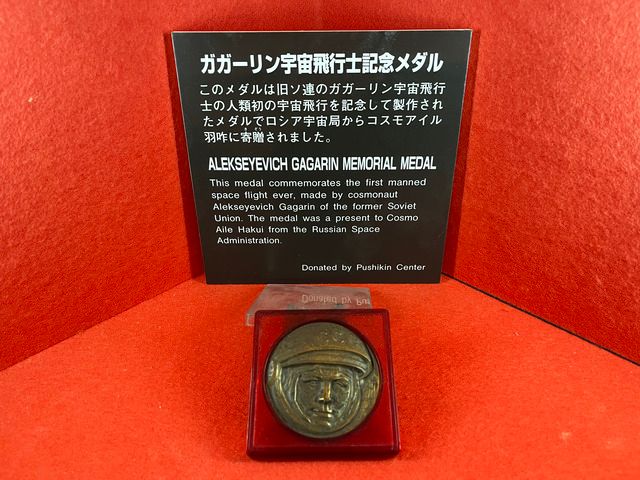 ガガーリン宇宙飛行士記念メダル
このメダルは旧ソ連のガガーリン宇宙飛行
士の人類初の宇宙飛行を記念して製作され
たメダルでロシア宇宙局からコスモアイル
羽咋に寄贈されました。
ALEKSEYEVICH GAGARIN MEMORIAL MEDAL
This medal commemorates the first manned
space flight ever, made by cosmonaut
Alekseyevich Gagarin of the former Soviet
Union. The medal was a present to Cosmo
Aile Hakui from the Russian Space
Administration.
Donated by Pushikin Center